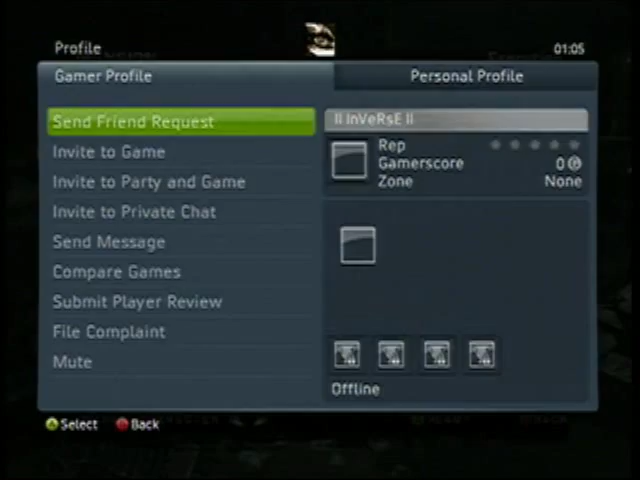 Profile
01:05
Gamer Profile
Personal Profile
Send Friend Request
Invite to Game
Invite to Party and Game
Invite to Private Chat
Send Message
Compare Games
Submit Player Review
File Complaint
Mute
II InVeRsE II
Rep
Gamerscore
0 G
Zone
None
Offline
A Select
B Back